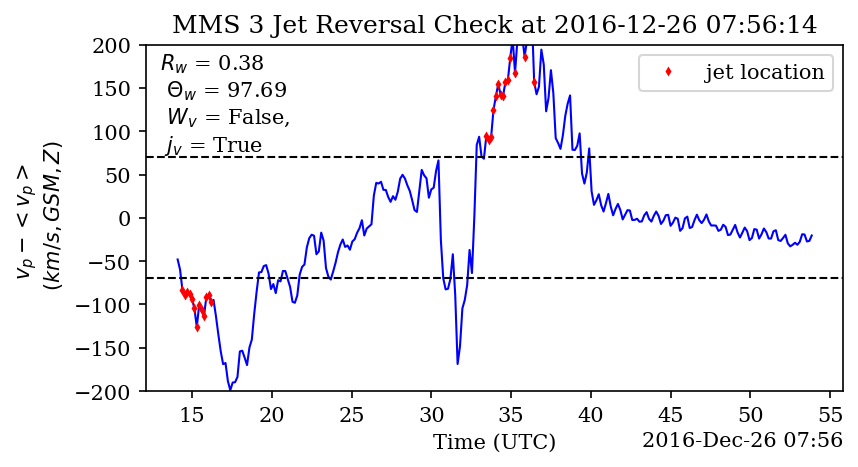 MMS 3 Jet Reversal Check at 2016-12-26 07:56:14
R_w = 0.38
Θ_w = 97.69
W_v = False,
j_v = True
jet location
v_p − < v_p >
(km/s, GSM, Z)
200
150
100
50
0
−50
−100
−150
−200
15 20 25 30 35 40 45 50 55
Time (UTC)
2016-Dec-26 07:56